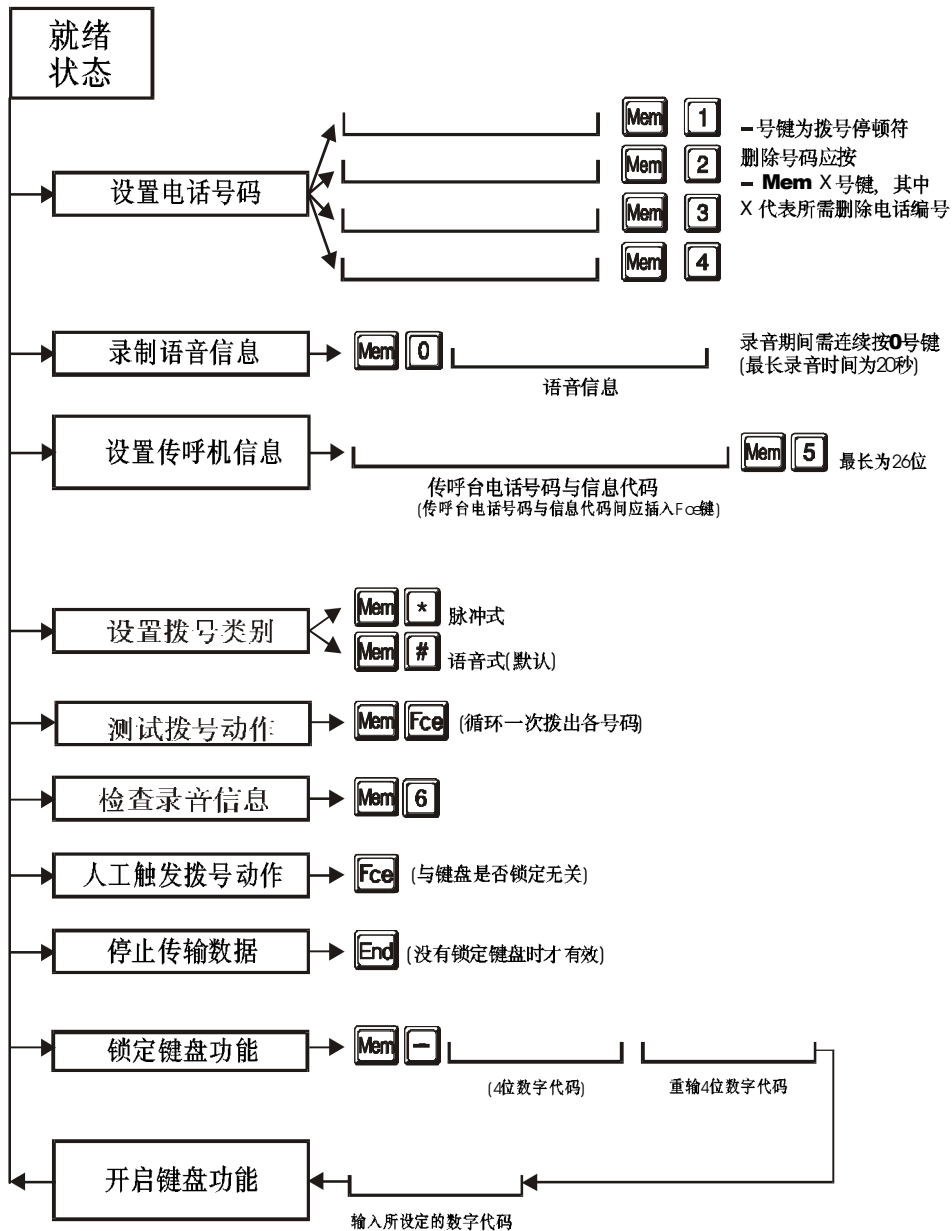 就绪
状态
设置电话号码
Mem 1
Mem 2
Mem 3
Mem 4
－号键为拨号停顿符
删除号码应按
－ Mem X 号键, 其中
X 代表所需删除电话编号
录制语音信息
Mem 0
语音信息
录音期间需连续按0号键
(最长录音时间为20秒)
设置传呼机信息
Mem 5
最长为26位
传呼台电话号码与信息代码
(传呼台电话号码与信息代码间应插入Fce键)
设置拨号类别
Mem * 脉冲式
Mem # 语音式(默认)
测试拨号动作
Mem Fce (循环一次拨出各号码)
检查录音信息
Mem 6
人工触发拨号动作
Fce (与键盘是否锁定无关)
停止传输数据
End (没有锁定键盘时才有效)
锁定键盘功能
Mem －
(4位数字代码)
重输4位数字代码
开启键盘功能
输入所设定的数字代码